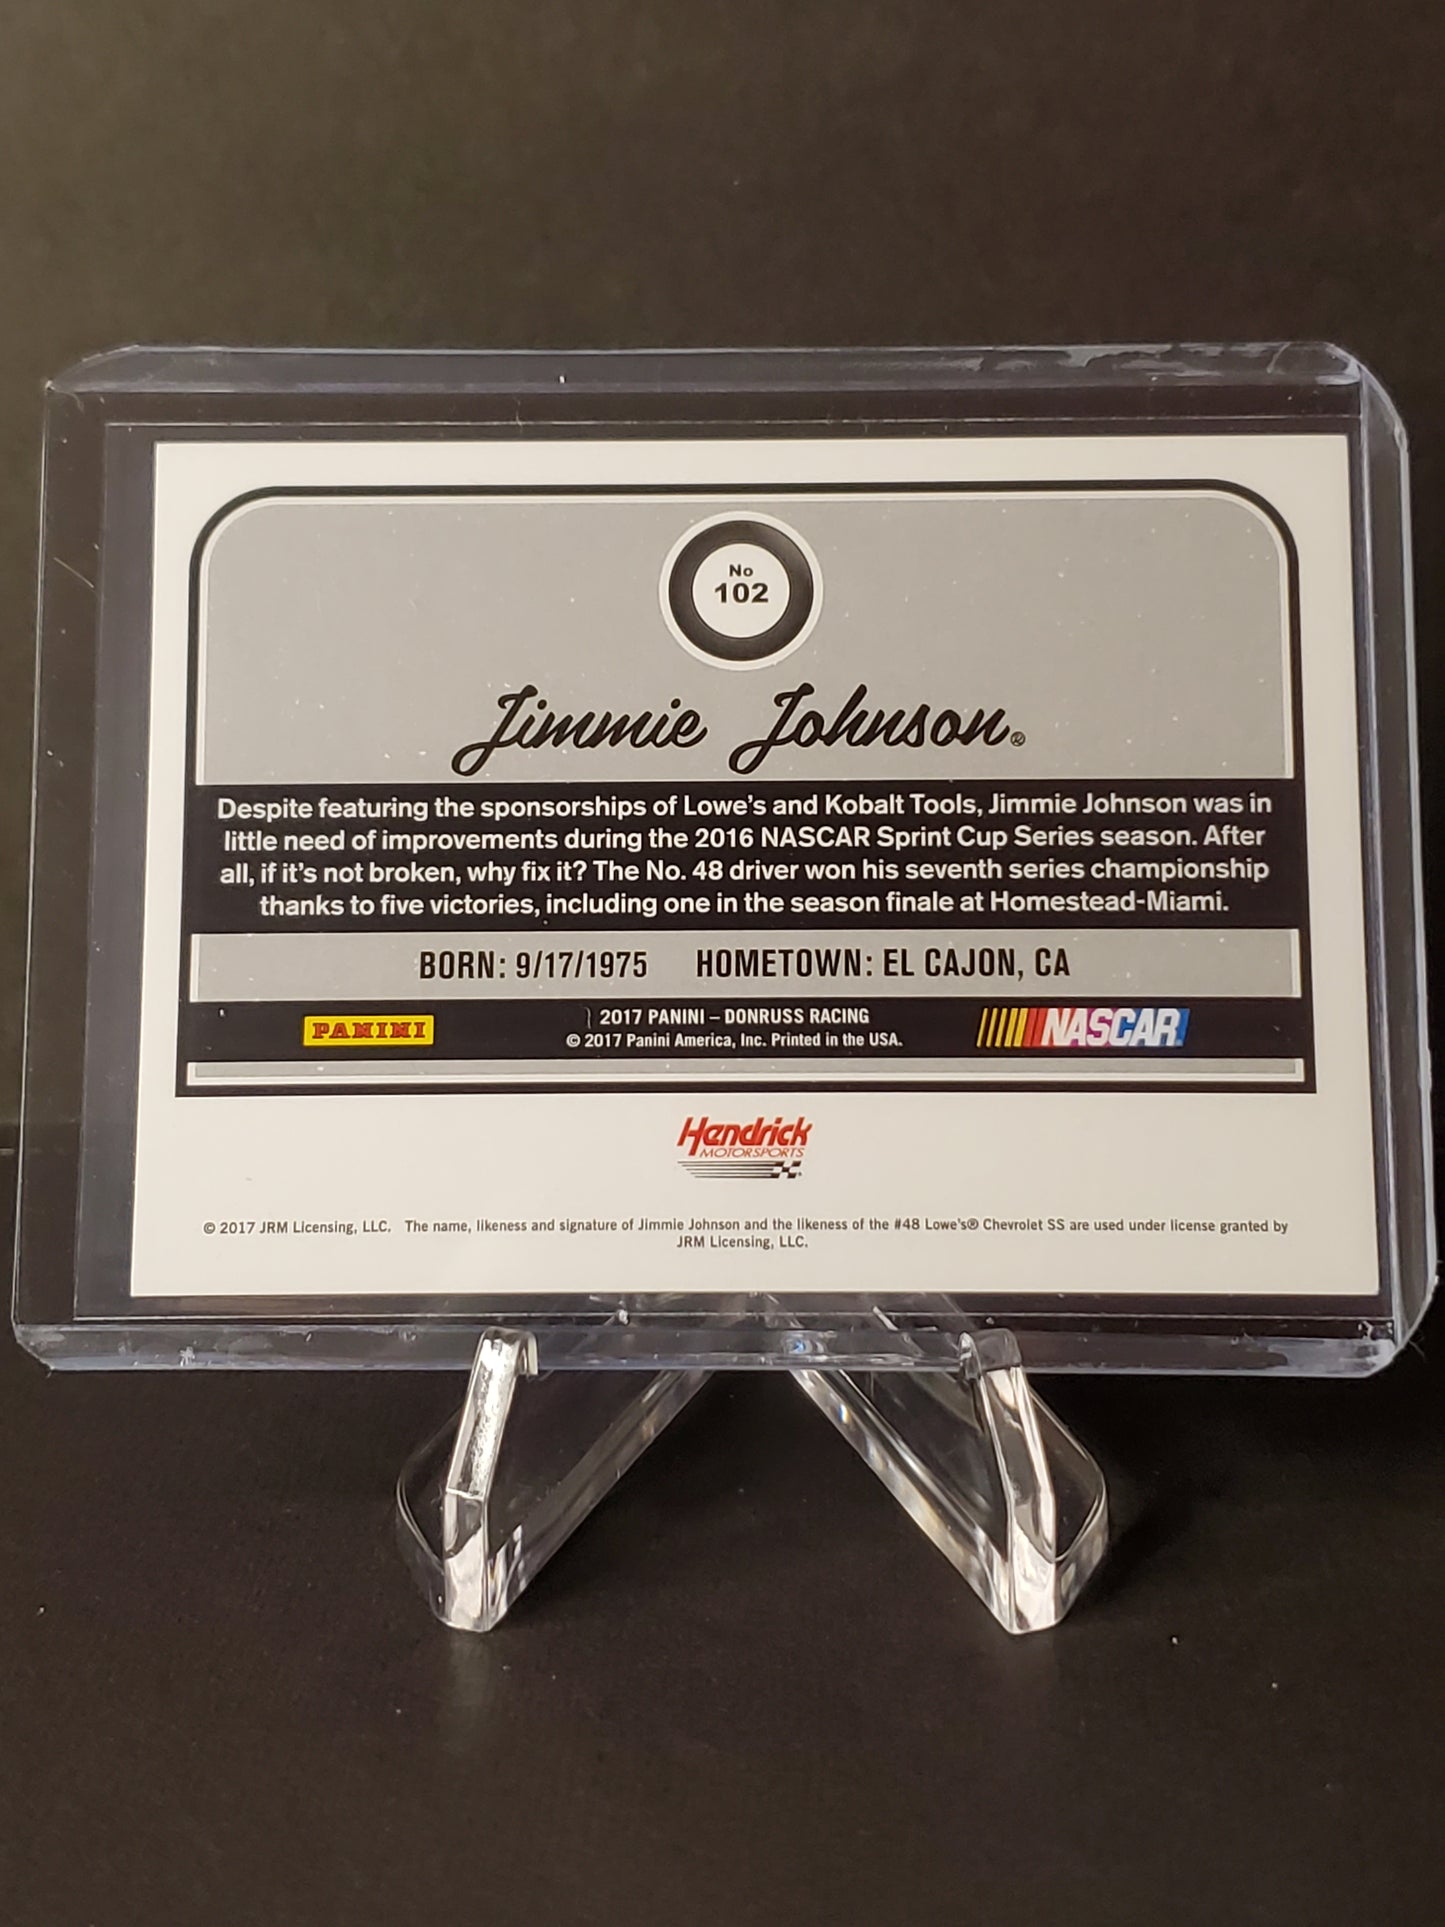 No
102
Jimmie Johnson®
Despite featuring the sponsorships of Lowe's and Kobalt Tools, Jimmie Johnson was in
little need of improvements during the 2016 NASCAR Sprint Cup Series season. After
all, if it's not broken, why fix it? The No. 48 driver won his seventh series championship
thanks to five victories, including one in the season finale at Homestead-Miami.
BORN: 9/17/1975 HOMETOWN: EL CAJON, CA
PANINI
2017 PANINI – DONRUSS RACING
© 2017 Panini America, Inc. Printed in the USA.
NASCAR
Hendrick
MOTORSPORTS
© 2017 JRM Licensing, LLC. The name, likeness and signature of Jimmie Johnson and the likeness of the #48 Lowe's® Chevrolet SS are used under license granted by
JRM Licensing, LLC.